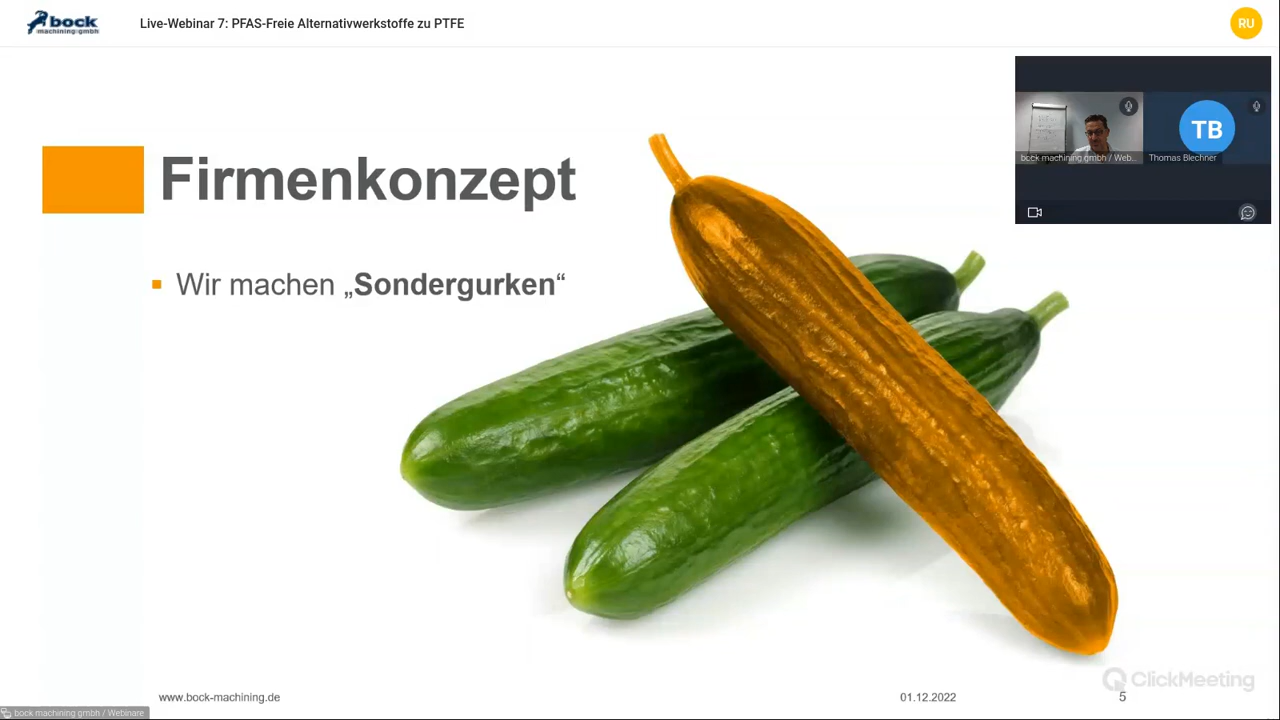 bock
machining gmbh
Live-Webinar 7: PFAS-Freie Alternativwerkstoffe zu PTFE
RU
TB
bock machining gmbh / Web...
Thomas Blechner
Firmenkonzept
Wir machen „Sondergurken“
www.bock-machining.de
01.12.2022
5
ClickMeeting
bock machining gmbh / Webinare